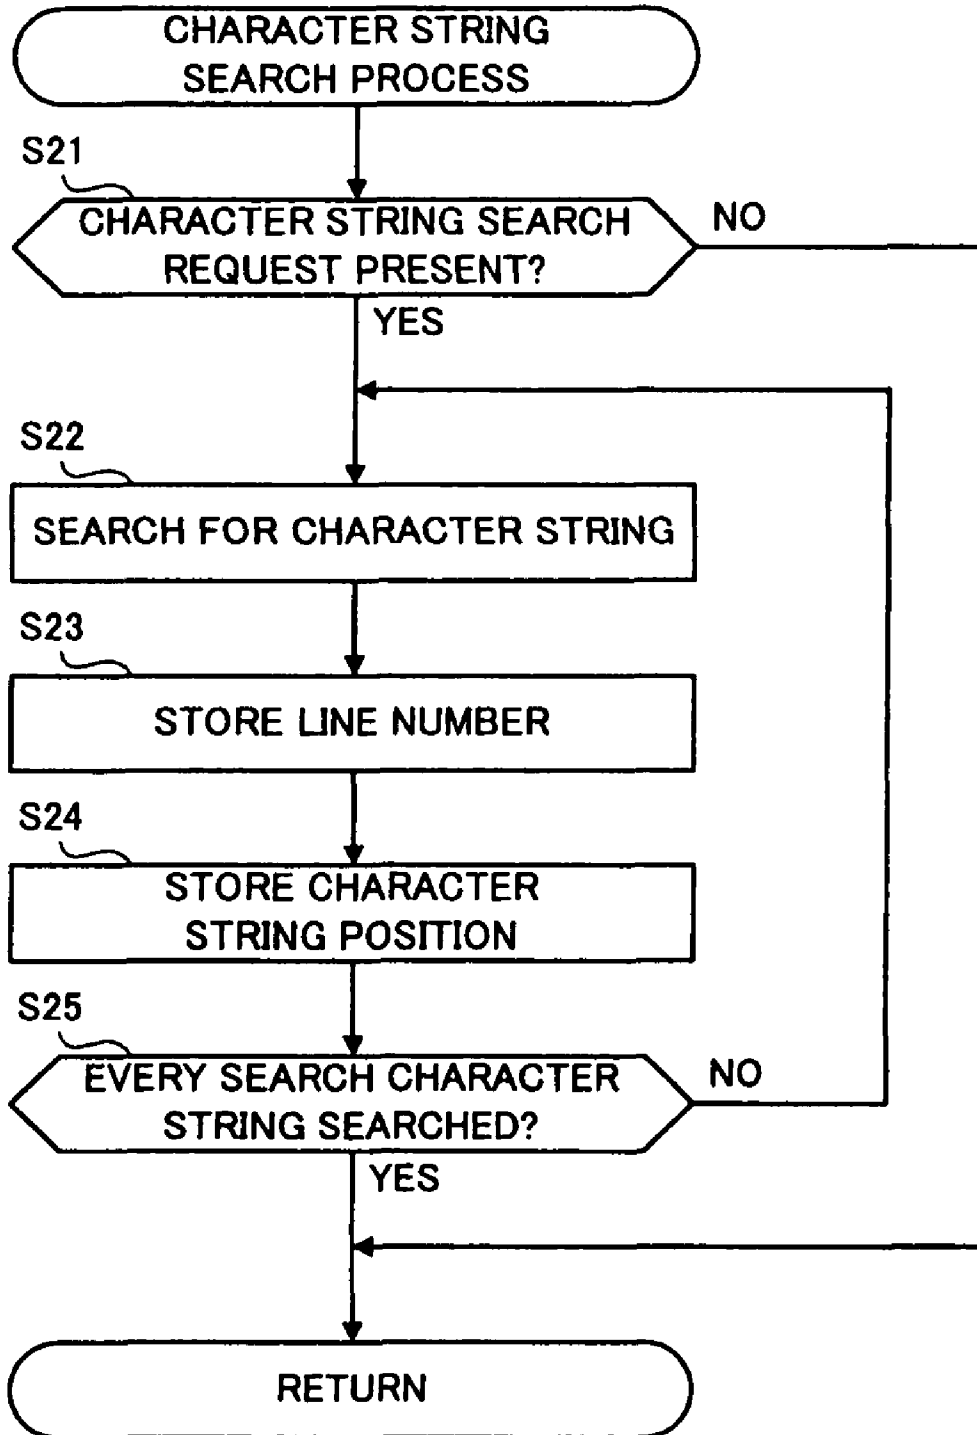 CHARACTER STRING
SEARCH PROCESS
S21
CHARACTER STRING SEARCH
REQUEST PRESENT?
NO
YES
S22
SEARCH FOR CHARACTER STRING
S23
STORE LINE NUMBER
S24
STORE CHARACTER
STRING POSITION
S25
EVERY SEARCH CHARACTER
STRING SEARCHED?
NO
YES
RETURN